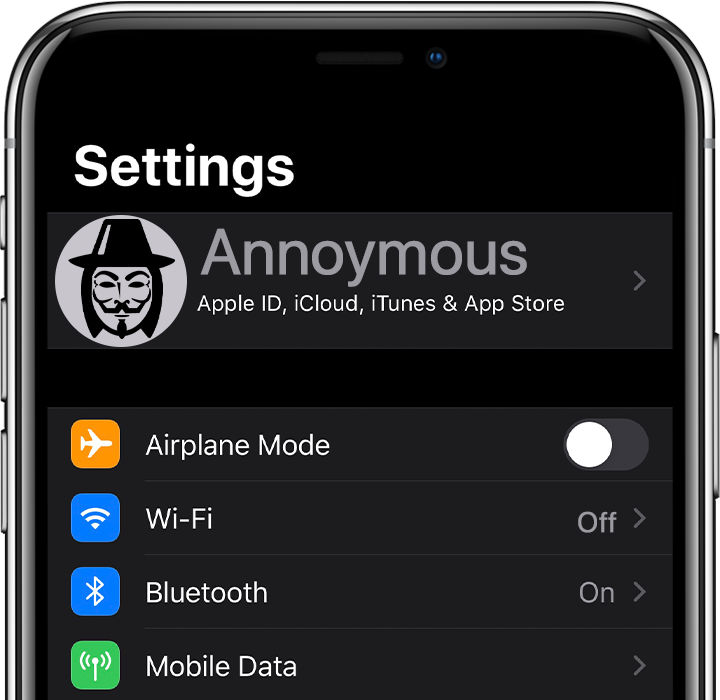 Settings
Annoymous
Apple ID, iCloud, iTunes & App Store
Airplane Mode
Wi-Fi
Off
Bluetooth
On
Mobile Data